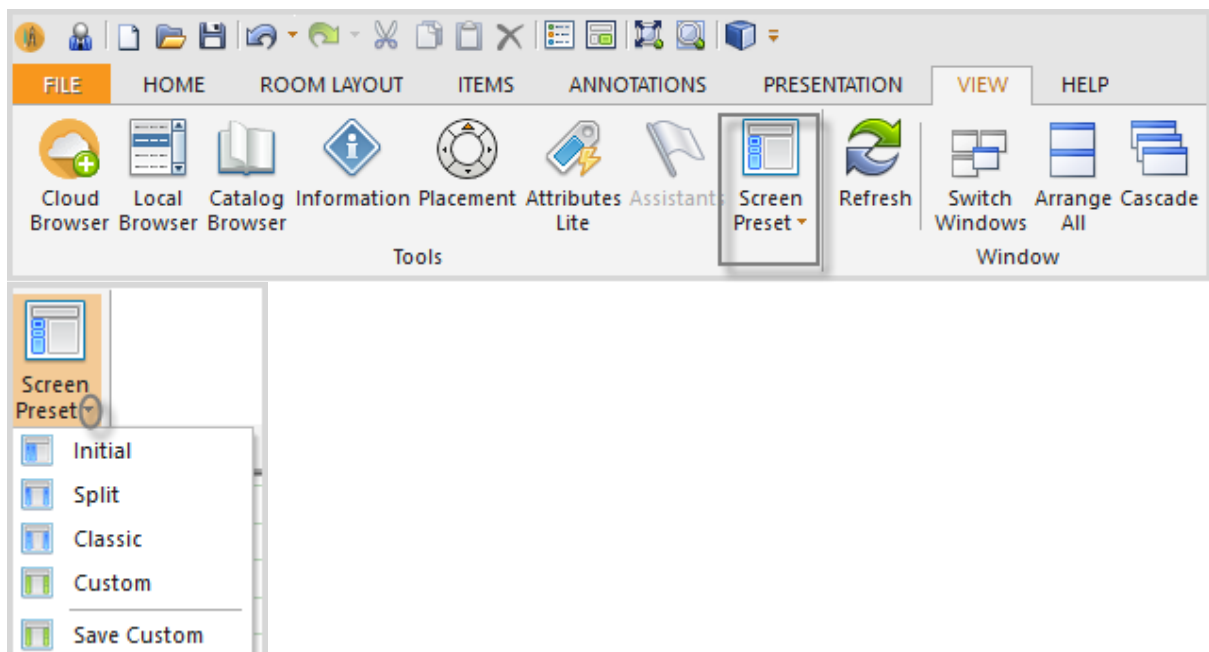 FILE HOME ROOM LAYOUT ITEMS ANNOTATIONS PRESENTATION VIEW HELP
Cloud Local Catalog Information Placement Attributes Assistants Screen Refresh Switch Arrange Cascade
Browser Browser Browser Lite Preset Windows All
Tools Window
Screen
Preset
Initial
Split
Classic
Custom
Save Custom